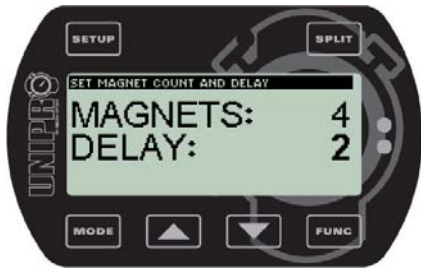 SETUP
SPLIT
SET MAGNET COUNT AND DELAY
MAGNETS: 4
DELAY: 2
UNIPRO
MODE
FUNC